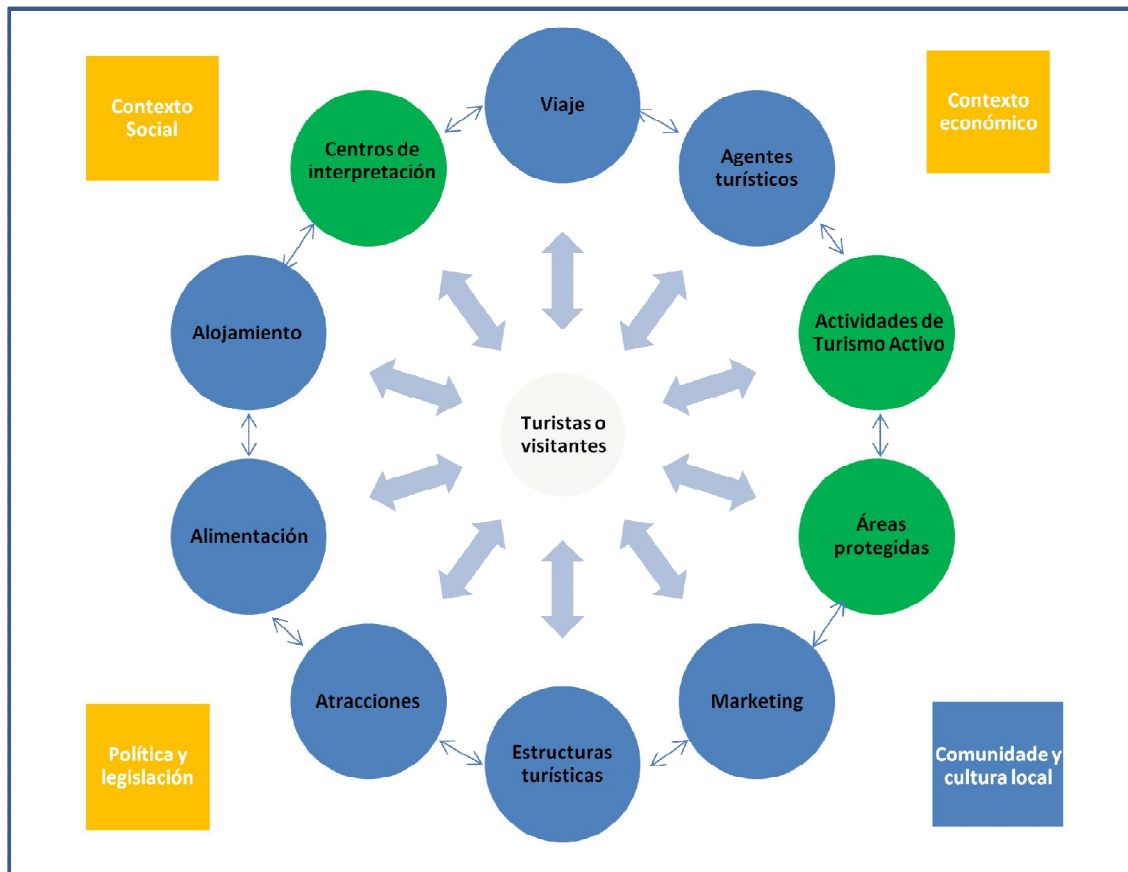 Contexto
Social
Viaje
Contexto
económico
Centros de
interpretación
Agentes
turísticos
Alojamiento
Actividades de
Turismo Activo
Turistas o
visitantes
Alimentación
Áreas
protegidas
Atracciones
Marketing
Estructuras
turísticas
Política y
legislación
Comunidade y
cultura local